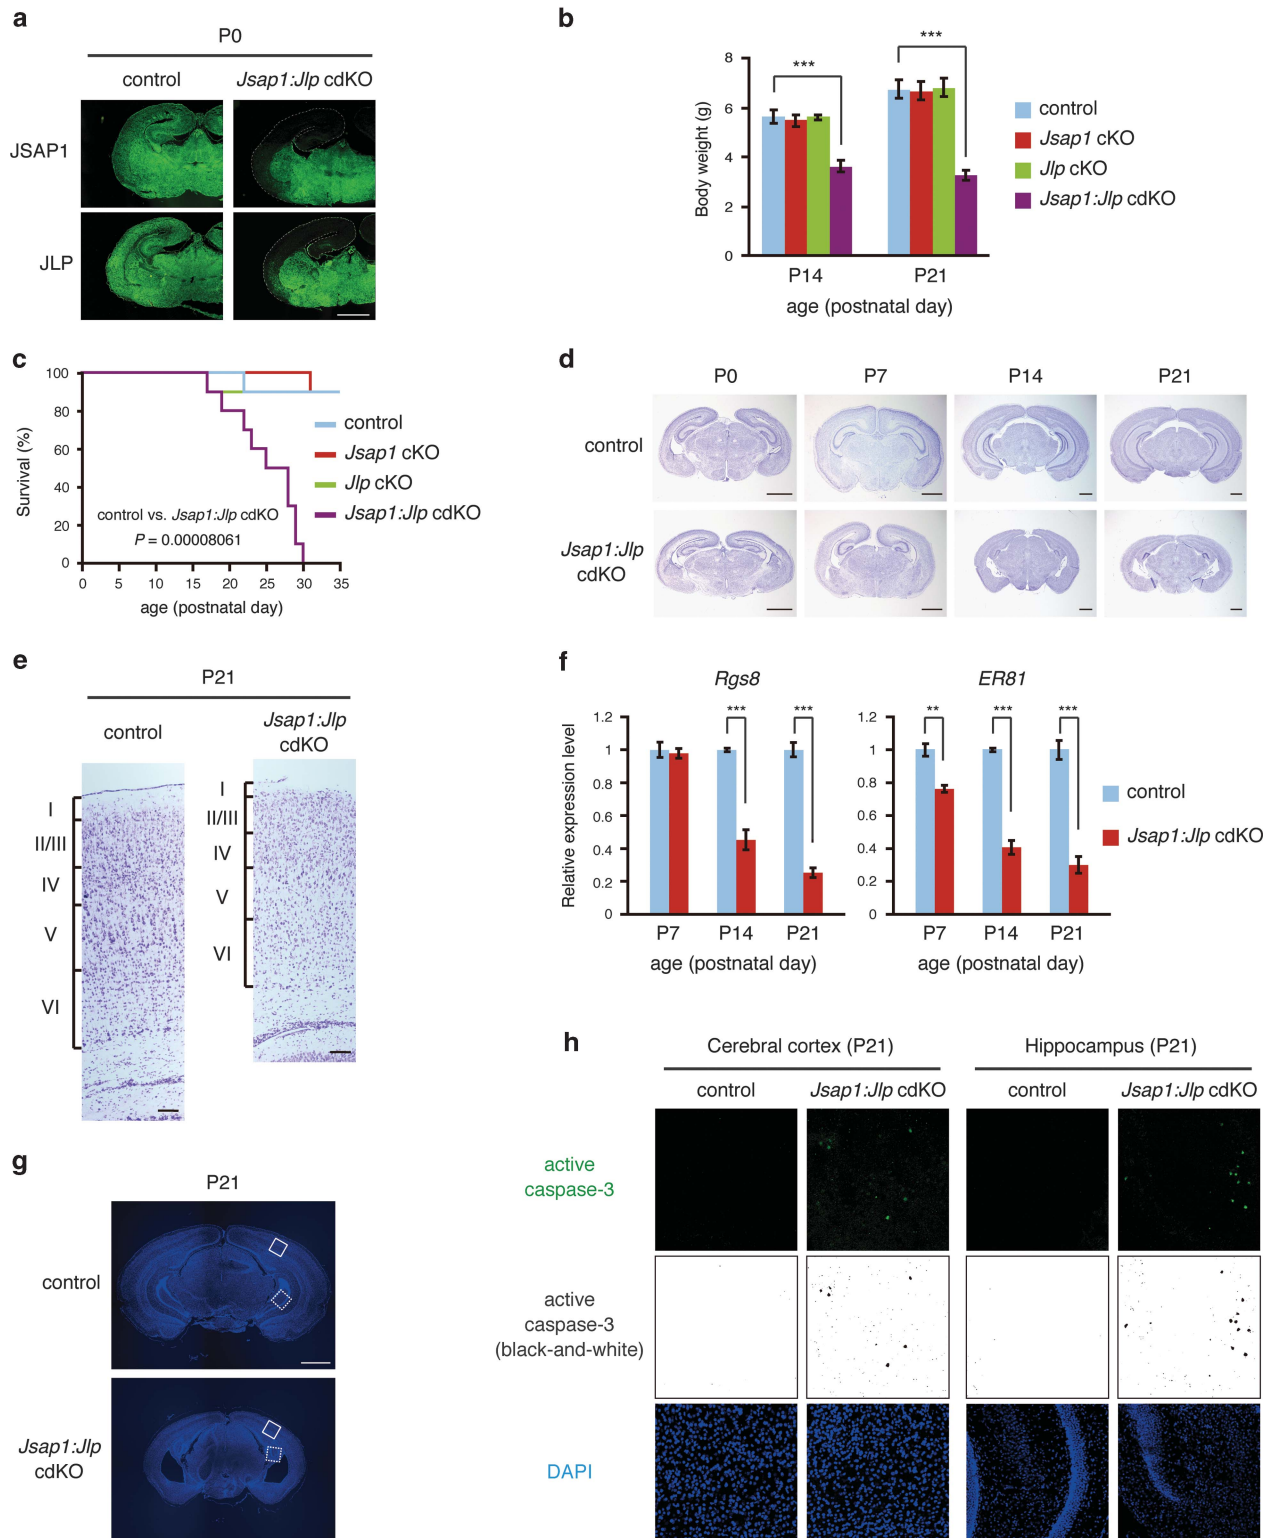 a
P0
control
Jsap1:Jlp cdKO
JSAP1
JLP
b
Body weight (g)
8
6
4
2
0
***
***
P14
P21
age (postnatal day)
control
Jsap1 cKO
Jlp cKO
Jsap1:Jlp cdKO
c
Survival (%)
100
80
60
40
20
0
control vs. Jsap1:Jlp cdKO
P = 0.00008061
0 5 10 15 20 25 30 35
age (postnatal day)
control
Jsap1 cKO
Jlp cKO
Jsap1:Jlp cdKO
d
P0 P7 P14 P21
control
Jsap1:Jlp
cdKO
e
P21
control
Jsap1:Jlp
cdKO
I
II/III
IV
V
VI
I
II/III
IV
V
VI
f
Rgs8
Relative expression level
1.2
1
0.8
0.6
0.4
0.2
0
***
***
P7 P14 P21
age (postnatal day)
ER81
1.2
1
0.8
0.6
0.4
0.2
0
**
***
***
P7 P14 P21
age (postnatal day)
control
Jsap1:Jlp cdKO
g
P21
control
Jsap1:Jlp
cdKO
h
Cerebral cortex (P21)
Hippocampus (P21)
control
Jsap1:Jlp cdKO
control
Jsap1:Jlp cdKO
active
caspase-3
active
caspase-3
(black-and-white)
DAPI